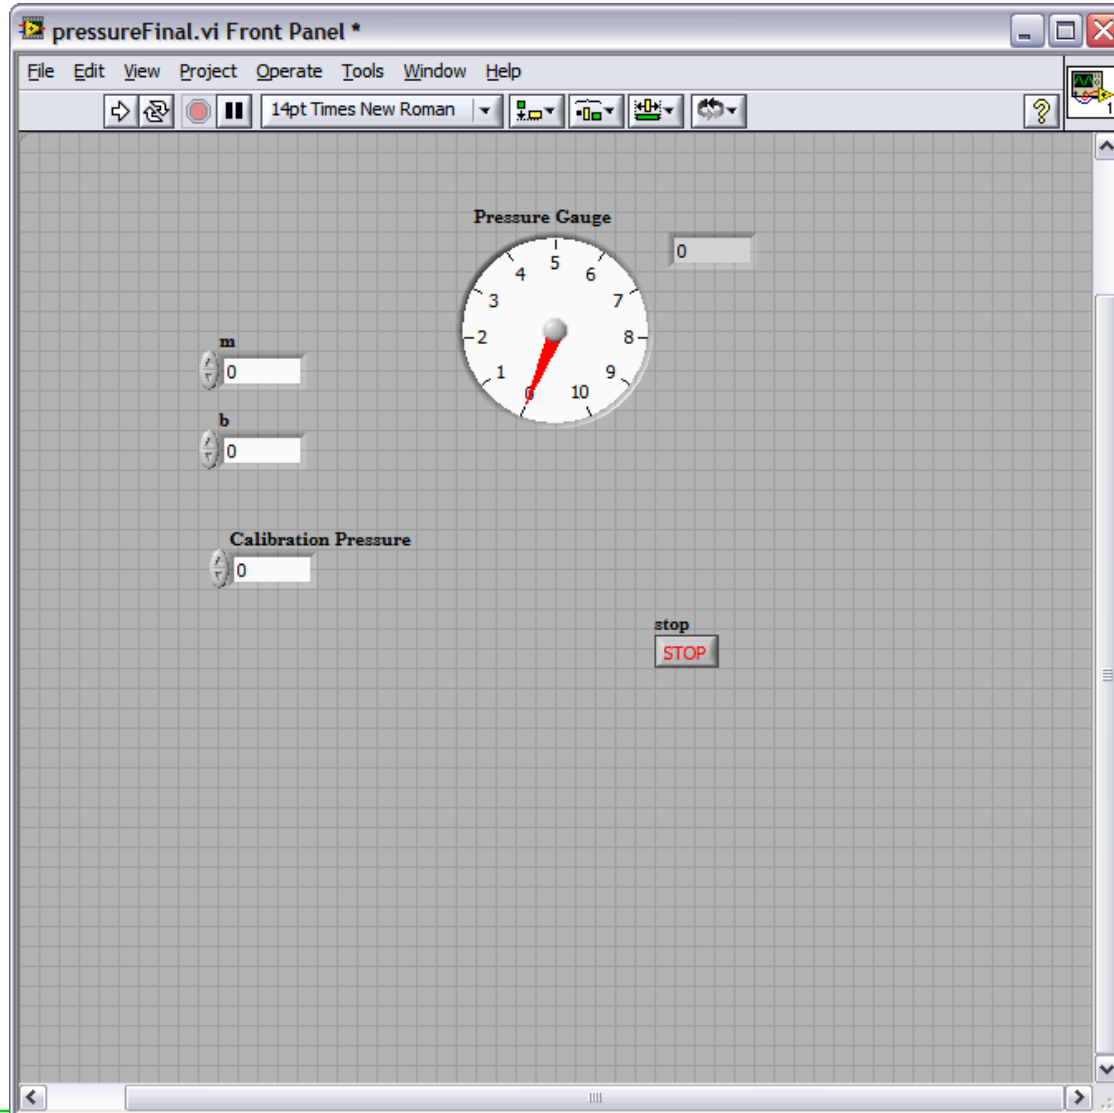 pressureFinal.vi Front Panel *
File Edit View Project Operate Tools Window Help
14pt Times New Roman
?
1
Pressure Gauge
0
0
1
2
3
4
5
6
7
8
9
10
m
0
b
0
Calibration Pressure
0
stop
STOP